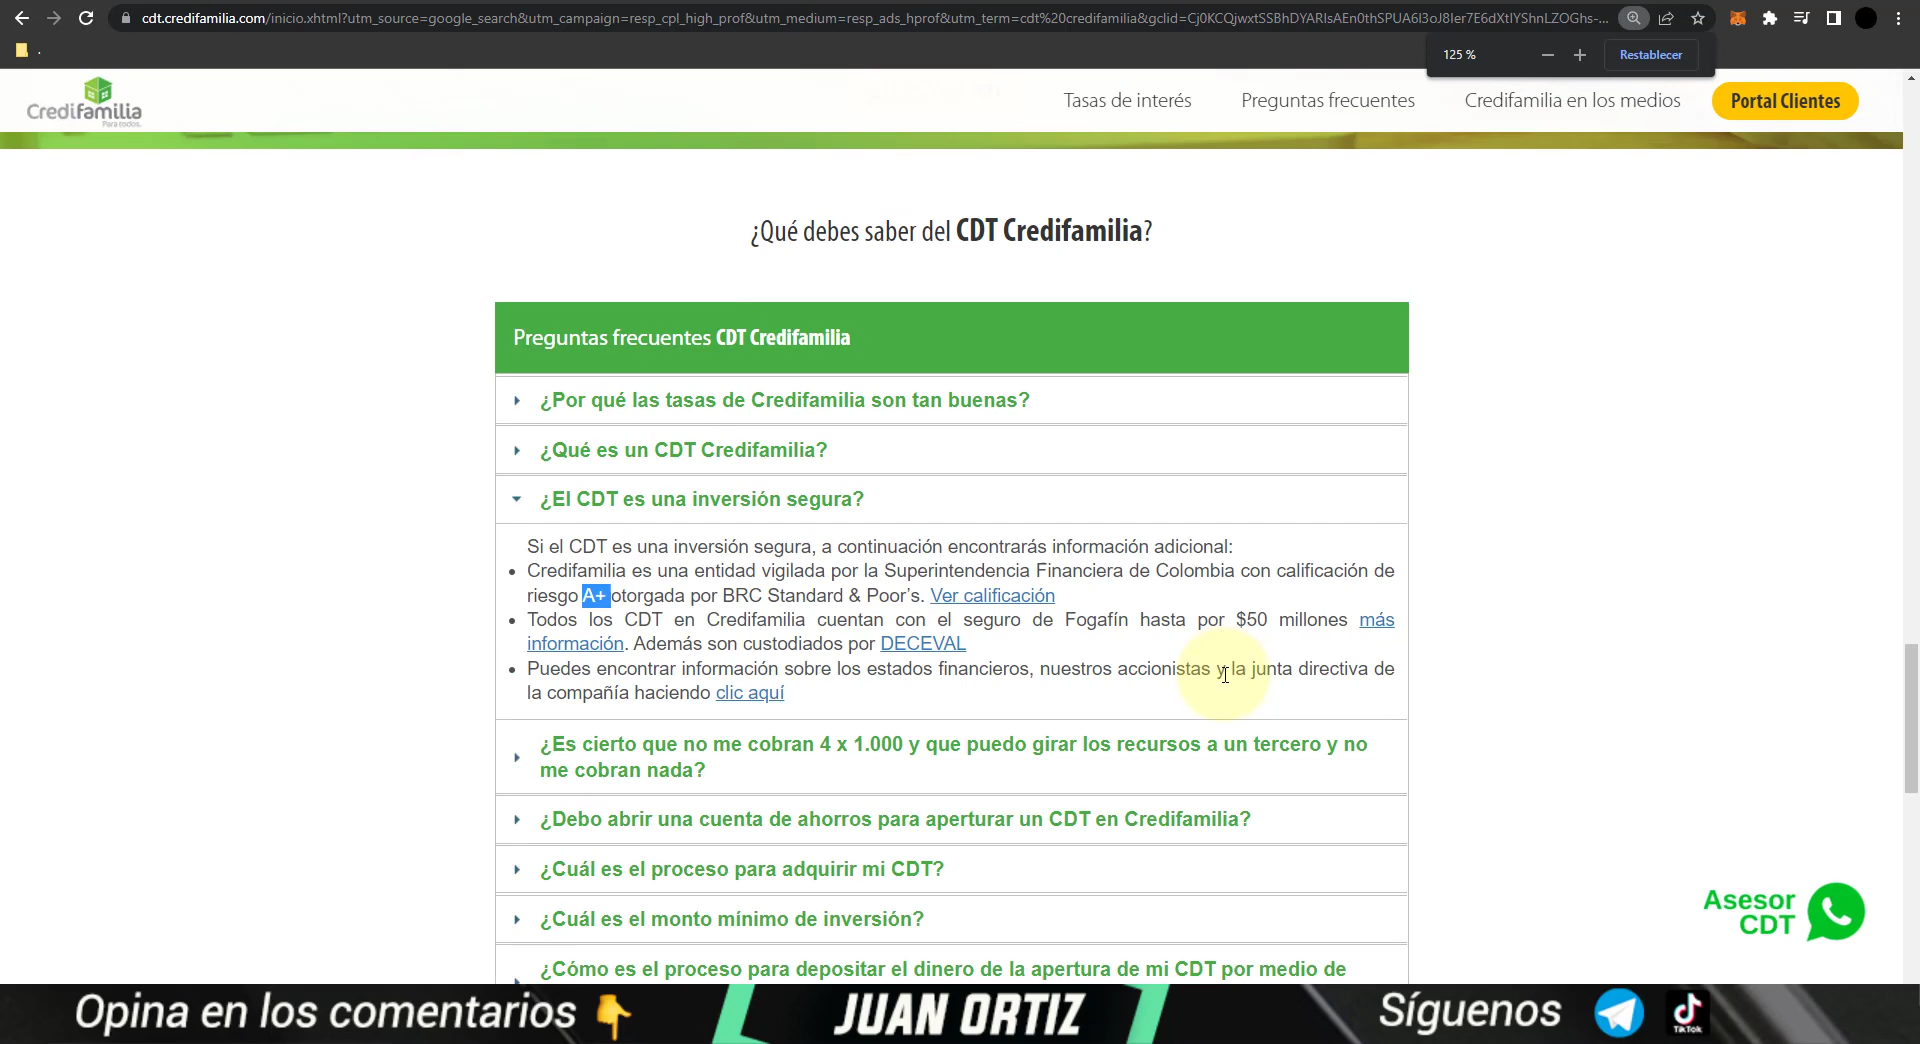 cdt.credifamilia.com/inicio.xhtml?utm_source=google_search&utm_campaign=resp_cpl_high_prof&utm_medium=resp_ads_hprof&utm_term=cdt%20credifamilia&gclid=
.
125 %
Restablecer
Credifamilia
Para todos.
Tasas de interés
Preguntas frecuentes
Credifamilia en los medios
Portal Clientes
¿Qué debes saber del CDT Credifamilia?
Preguntas frecuentes CDT Credifamilia
¿Por qué las tasas de Credifamilia son tan buenas?
¿Qué es un CDT Credifamilia?
¿El CDT es una inversión segura?
Si el CDT es una inversión segura, a continuación encontrarás información adicional:
• Credifamilia es una entidad vigilada por la Superintendencia Financiera de Colombia con calificación de
riesgo A+ otorgada por BRC Standard & Poor's. Ver calificación
• Todos los CDT en Credifamilia cuentan con el seguro de Fogafín hasta por $50 millones más
información. Además son custodiados por DECEVAL
• Puedes encontrar información sobre los estados financieros, nuestros accionistas y la junta directiva de
la compañía haciendo clic aquí
¿Es cierto que no me cobran 4 x 1.000 y que puedo girar los recursos a un tercero y no
me cobran nada?
¿Debo abrir una cuenta de ahorros para aperturar un CDT en Credifamilia?
¿Cuál es el proceso para adquirir mi CDT?
¿Cuál es el monto mínimo de inversión?
¿Cómo es el proceso para depositar el dinero de la apertura de mi CDT por medio de
Asesor
CDT
Opina en los comentarios
JUAN ORTIZ
Síguenos
TikTok